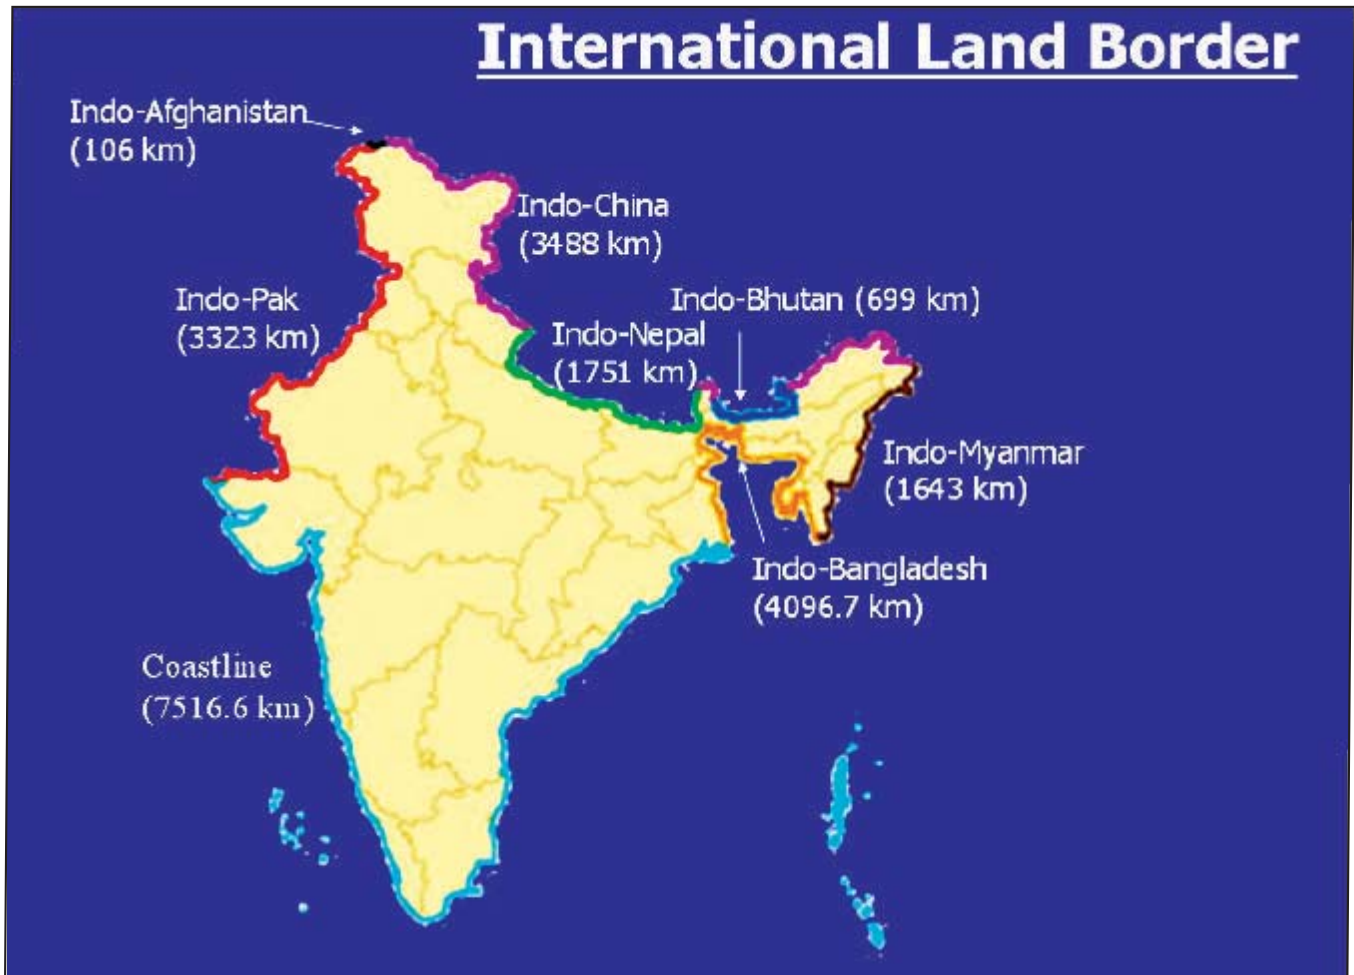 International Land Border
Indo-Afghanistan
(106 km)
Indo-China
(3488 km)
Indo-Pak
(3323 km)
Indo-Bhutan (699 km)
Indo-Nepal
(1751 km)
Indo-Myanmar
(1643 km)
Indo-Bangladesh
(4096.7 km)
Coastline
(7516.6 km)